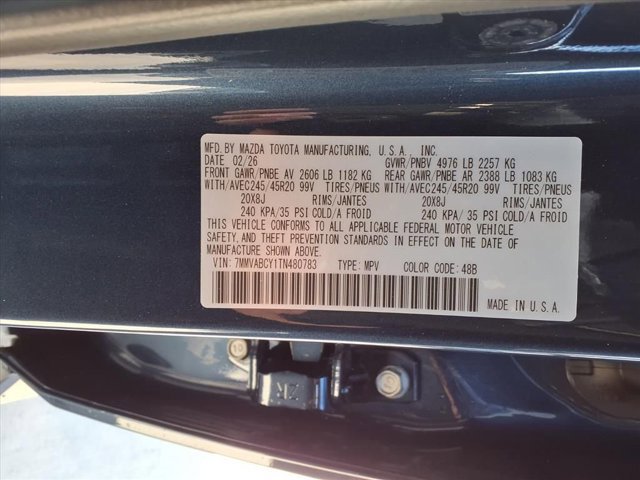 MFD. BY MAZDA TOYOTA MANUFACTURING, U.S.A., INC.
DATE 02/26 GVWR/PNBV 4976 LB 2257 KG
FRONT GAWR/PNBE AV 2606 LB 1182 KG REAR GAWR/PNBE AR 2388 LB 1083 KG
WITH/AVEC245/45R20 99V TIRES/PNEUS WITH/AVEC245/45R20 99V TIRES/PNEUS
20X8J RIMS/JANTES 20X8J RIMS/JANTES
240 KPA/35 PSI COLD/A FROID 240 KPA/35 PSI COLD/A FROID
THIS VEHICLE CONFORMS TO ALL APPLICABLE FEDERAL MOTOR VEHICLE
SAFETY, AND THEFT PREVENTION STANDARDS IN EFFECT ON THE DATE OF
MANUFACTURE SHOWN ABOVE.
VIN: 7MMVABCY1TN480783 TYPE: MPV COLOR CODE: 48B
MADE IN U.S.A.